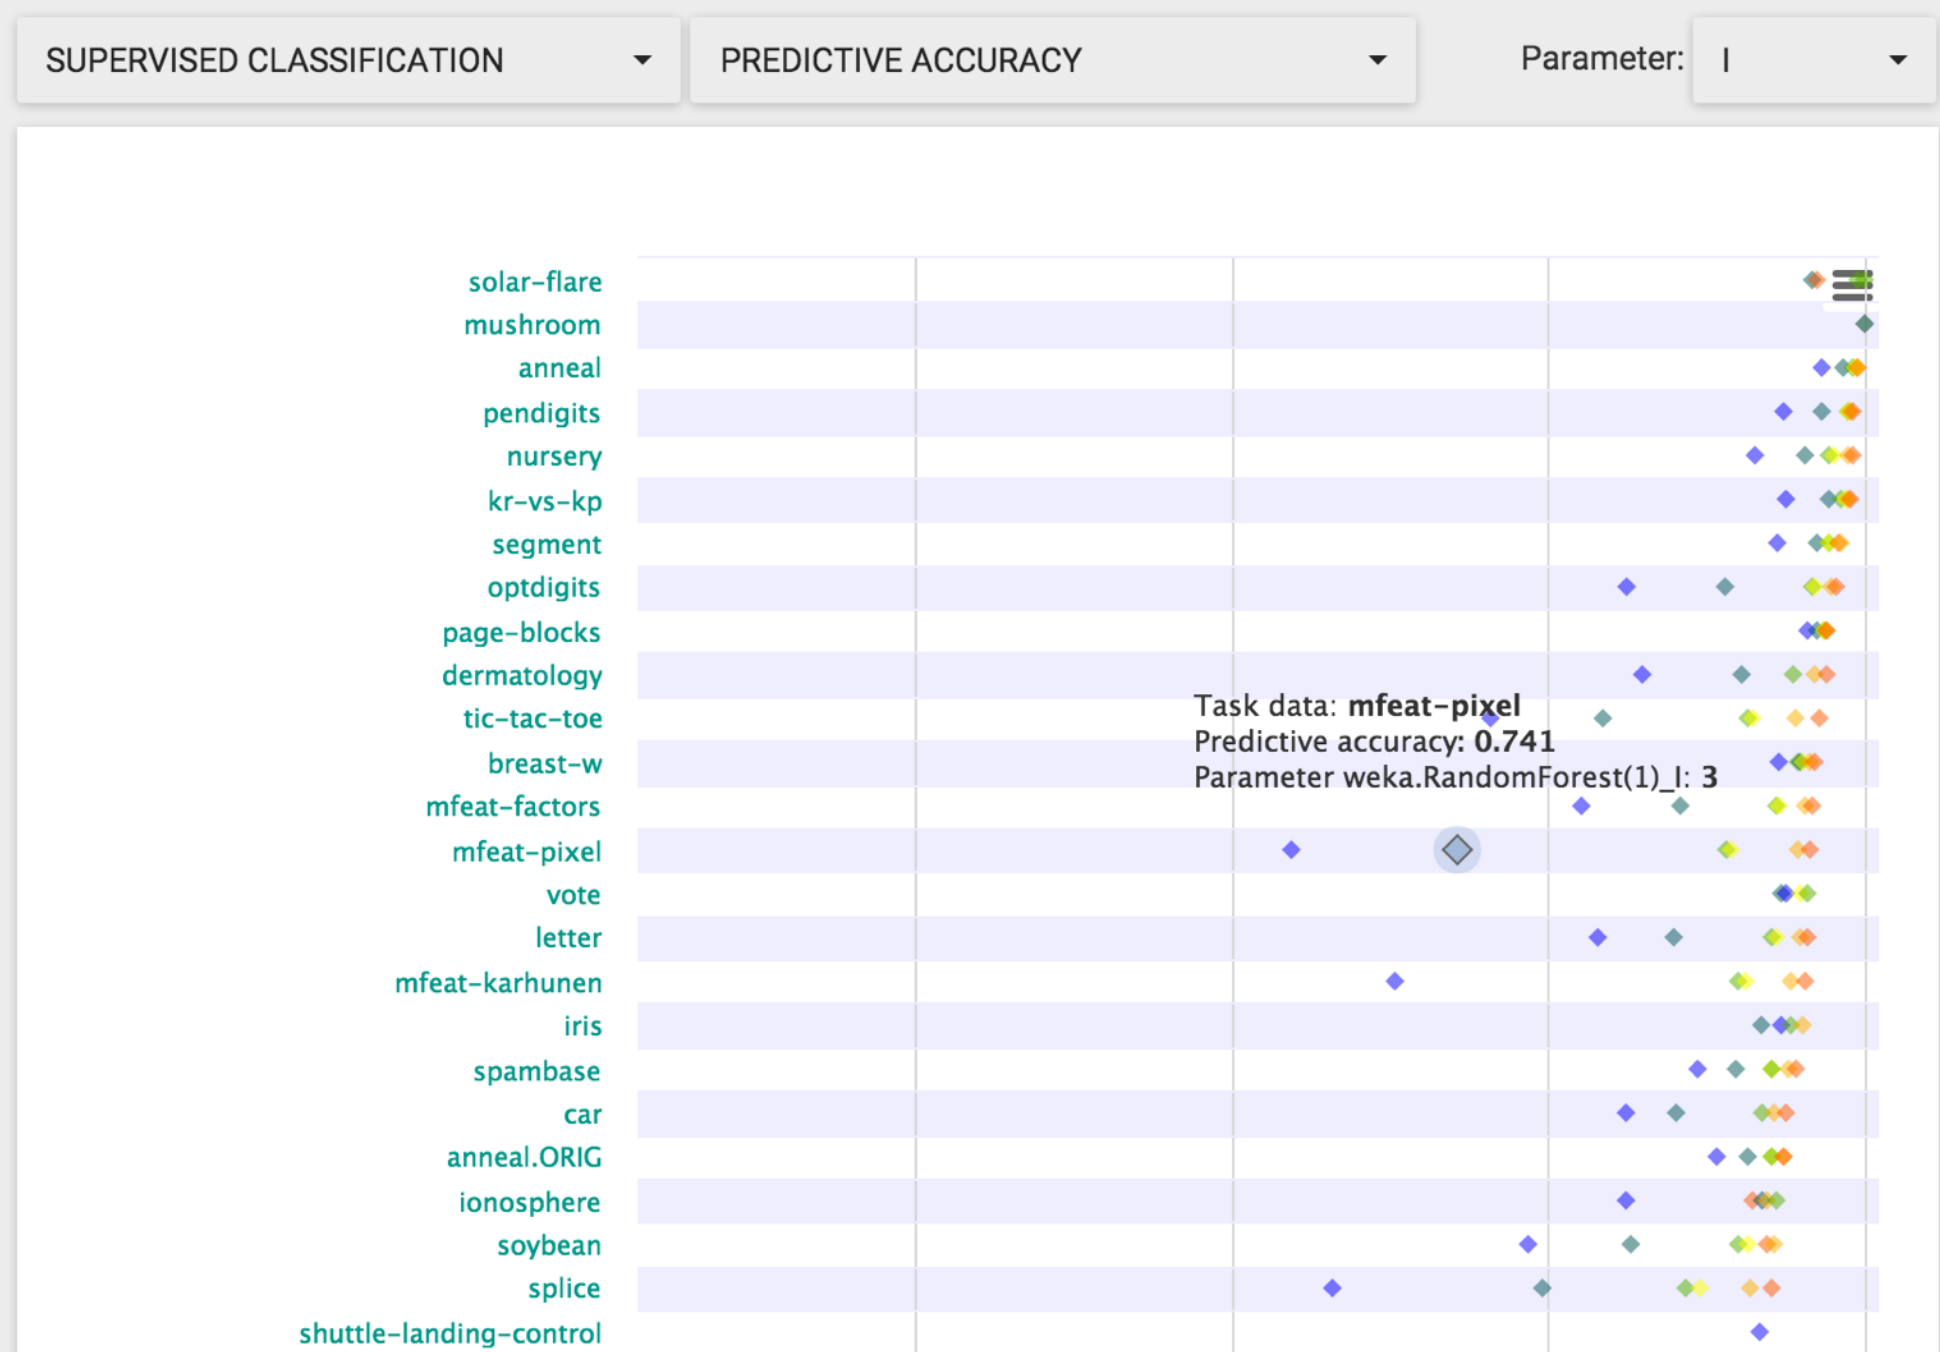 SUPERVISED CLASSIFICATION
PREDICTIVE ACCURACY
Parameter: I
solar-flare
mushroom
anneal
pendigits
nursery
kr-vs-kp
segment
optdigits
page-blocks
dermatology
tic-tac-toe
breast-w
mfeat-factors
mfeat-pixel
vote
letter
mfeat-karhunen
iris
spambase
car
anneal.ORIG
ionosphere
soybean
splice
shuttle-landing-control
Task data: mfeat-pixel
Predictive accuracy: 0.741
Parameter weka.RandomForest(1)_I: 3